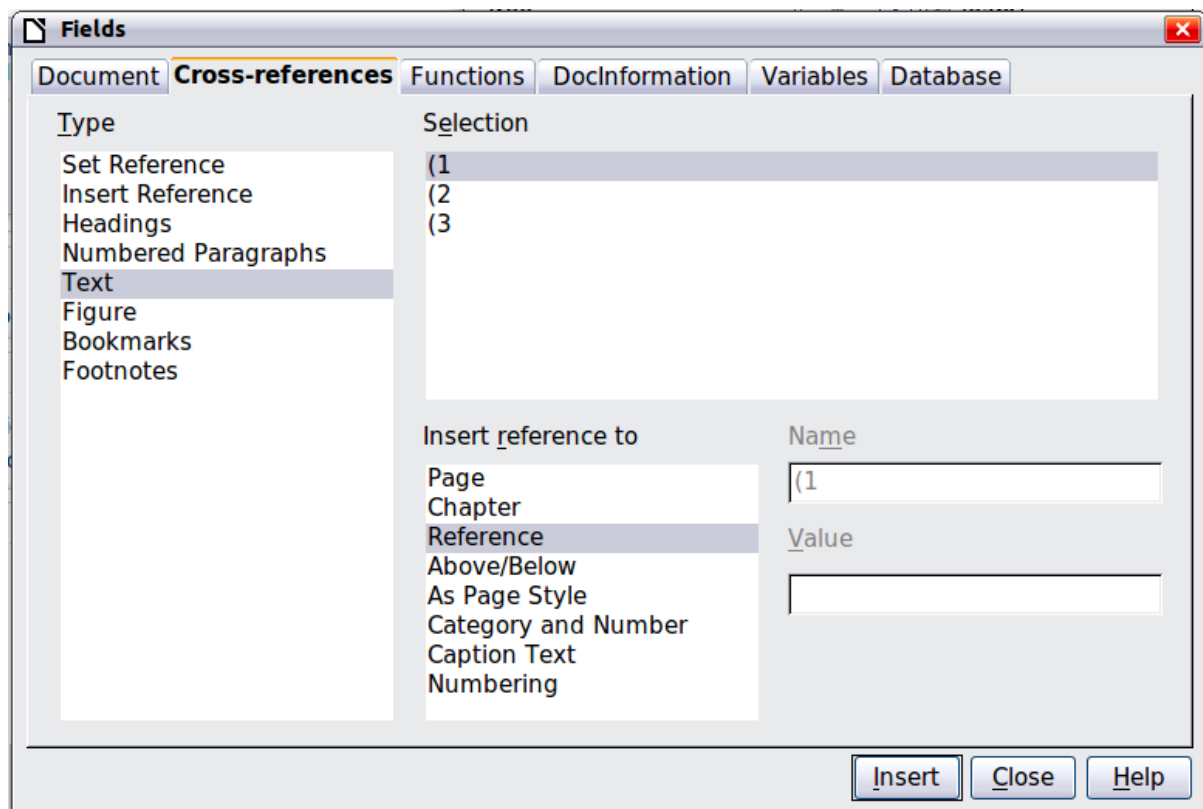 Fields
Document Cross-references Functions DocInformation Variables Database
Type
Set Reference
Insert Reference
Headings
Numbered Paragraphs
Text
Figure
Bookmarks
Footnotes
Selection
(1
(2
(3
Insert reference to
Page
Chapter
Reference
Above/Below
As Page Style
Category and Number
Caption Text
Numbering
Name
(1
Value
Insert Close Help